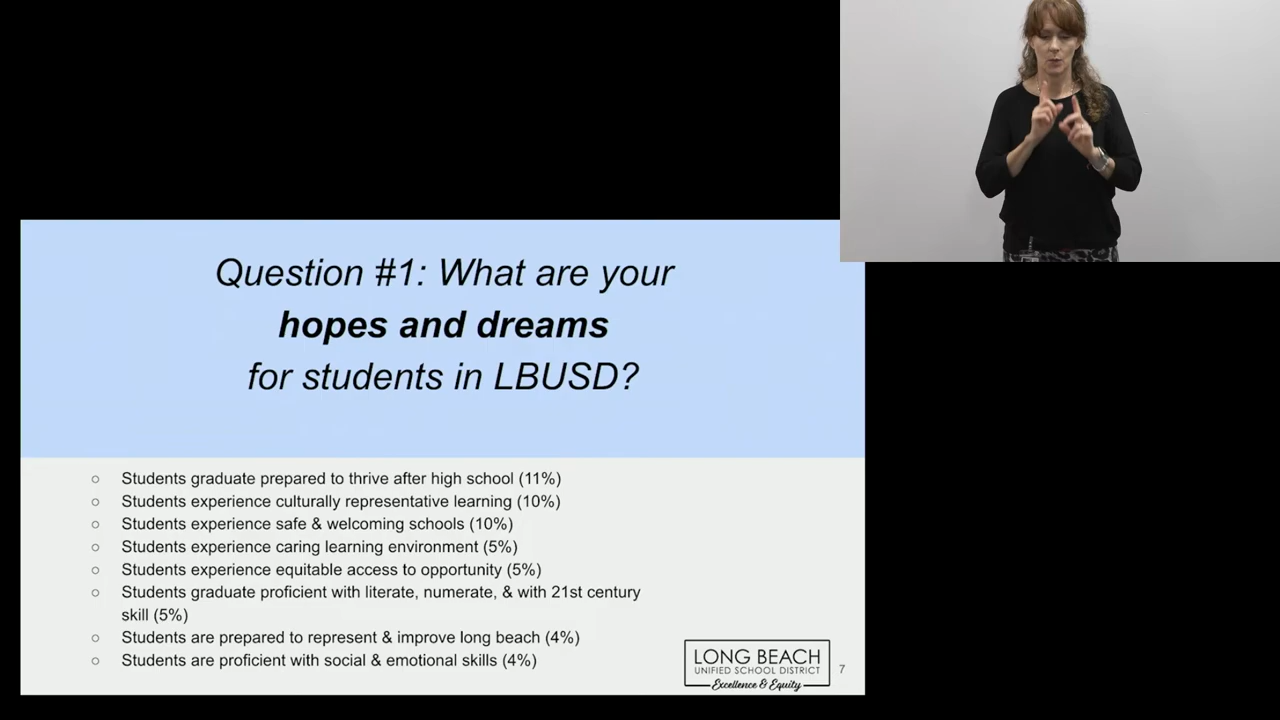 Question #1: What are your
hopes and dreams
for students in LBUSD?
○ Students graduate prepared to thrive after high school (11%)
○ Students experience culturally representative learning (10%)
○ Students experience safe & welcoming schools (10%)
○ Students experience caring learning environment (5%)
○ Students experience equitable access to opportunity (5%)
○ Students graduate proficient with literate, numerate, & with 21st century
skill (5%)
○ Students are prepared to represent & improve long beach (4%)
○ Students are proficient with social & emotional skills (4%)
LONG BEACH
UNIFIED SCHOOL DISTRICT
Excellence & Equity
7